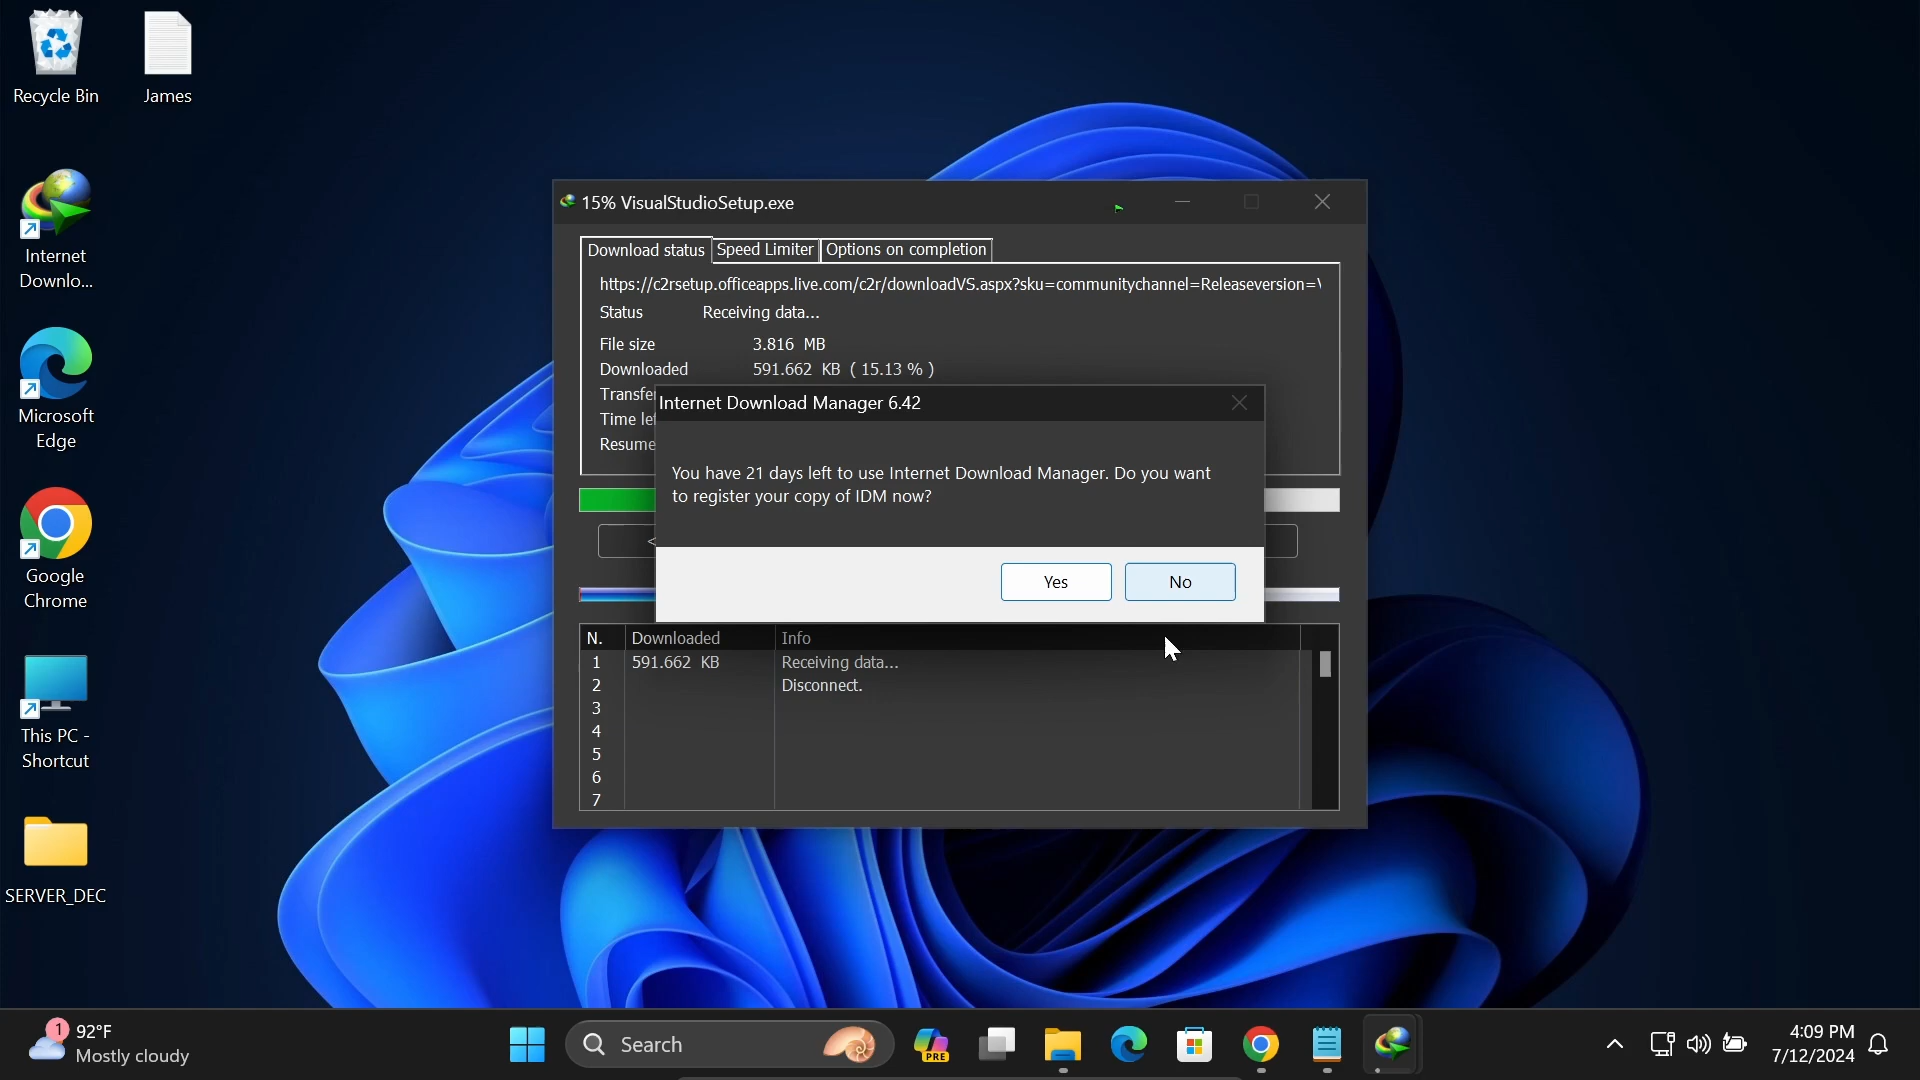 Recycle Bin
James
Internet
Downlo...
Microsoft
Edge
Google
Chrome
This PC -
Shortcut
SERVER_DEC
15% VisualStudioSetup.exe
Download status
Speed Limiter
Options on completion
https://c2rsetup.officeapps.live.com/c2r/downloadVS.aspx?sku=communitychannel=Releaseversion=\
Status Receiving data...
File size 3.816 MB
Downloaded 591.662 KB ( 15.13 % )
Transfe
Time le
Resume
Internet Download Manager 6.42
You have 21 days left to use Internet Download Manager. Do you want
to register your copy of IDM now?
<
Yes
No
N. Downloaded Info
1 591.662 KB Receiving data...
2 Disconnect.
3
4
5
6
7
1
92°F
Mostly cloudy
Search
PRE
4:09 PM
7/12/2024